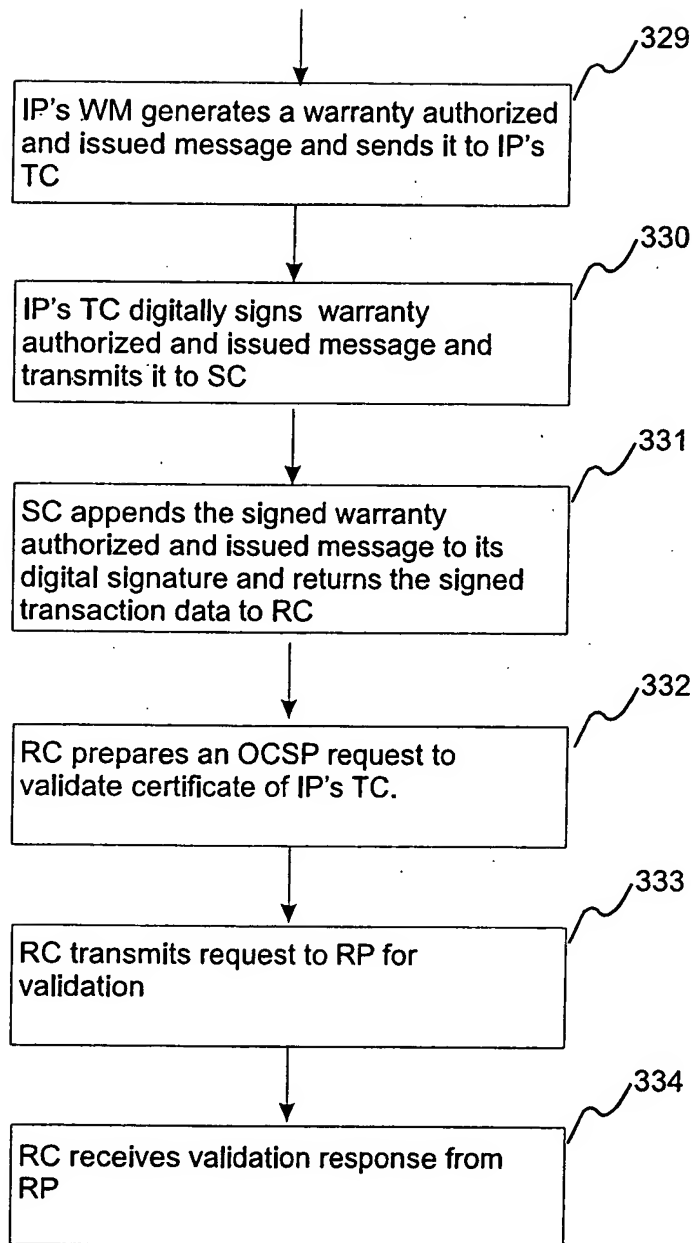 329
IP's WM generates a warranty authorized
and issued message and sends it to IP's
TC
330
IP's TC digitally signs warranty
authorized and issued message and
transmits it to SC
331
SC appends the signed warranty
authorized and issued message to its
digital signature and returns the signed
transaction data to RC
332
RC prepares an OCSP request to
validate certificate of IP's TC.
333
RC transmits request to RP for
validation
334
RC receives validation response from
RP